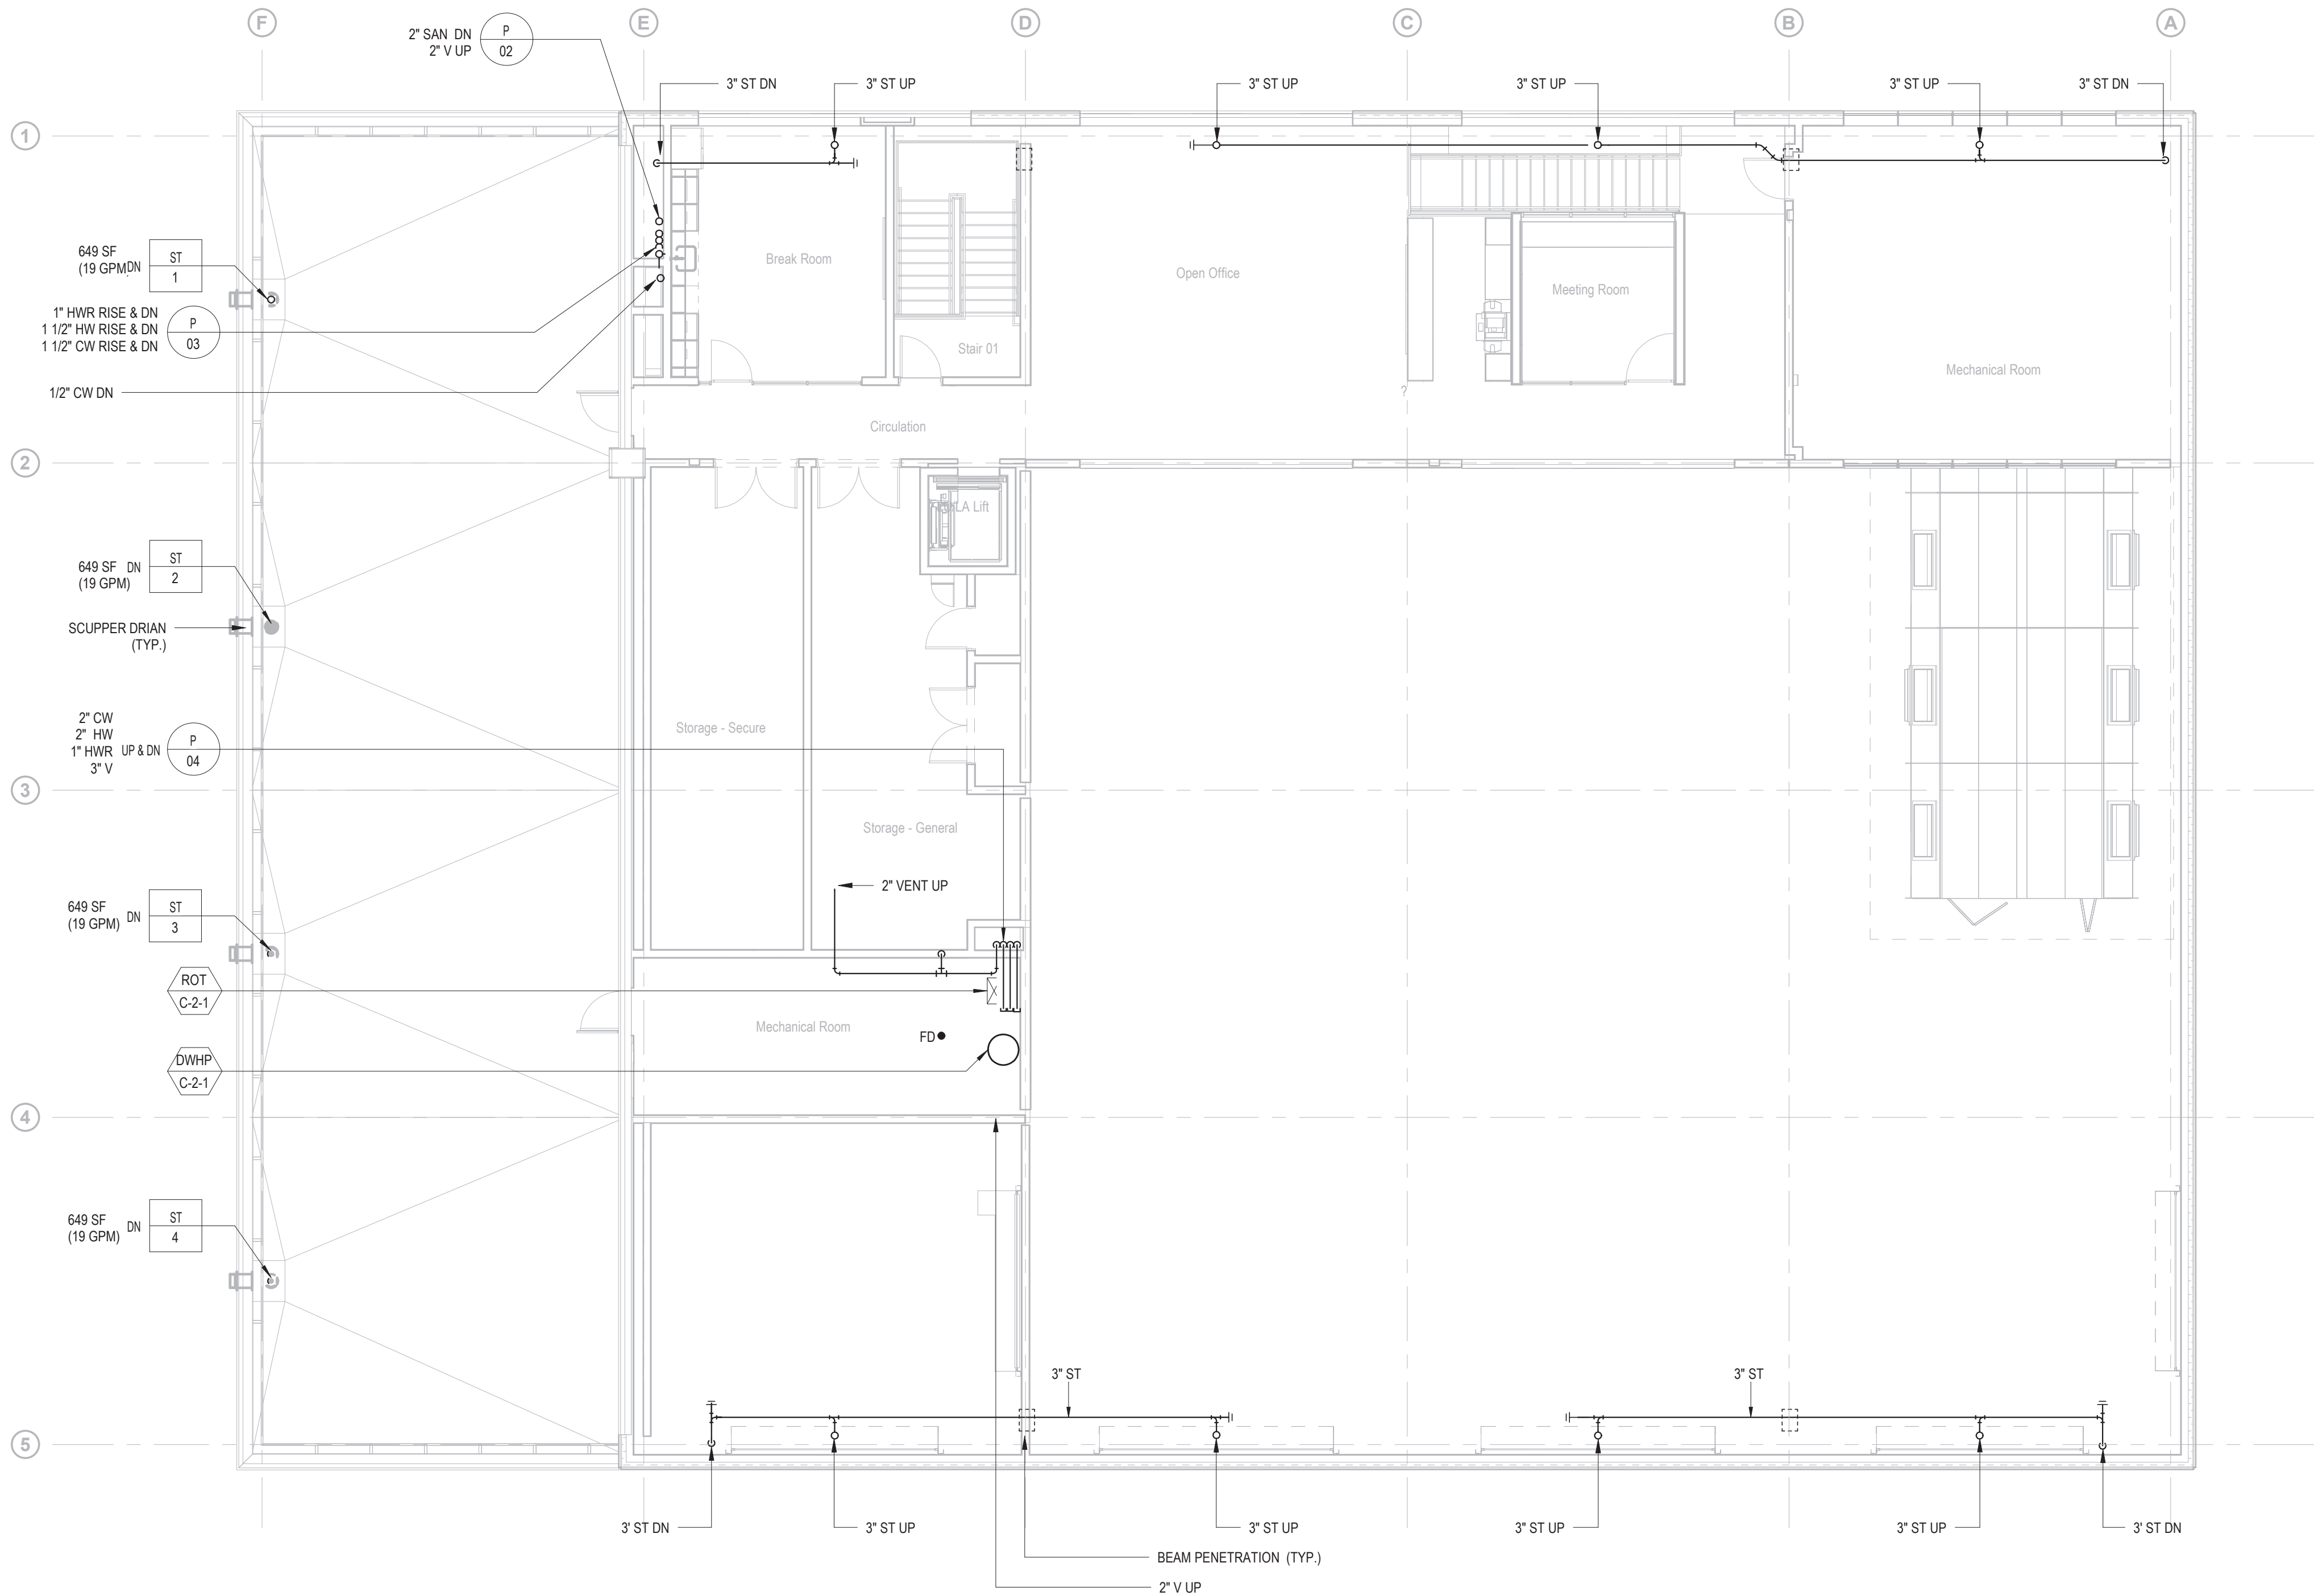 F
E
D
C
B
A
2" SAN DN
2" V UP
P
02
3" ST DN
3" ST UP
3" ST UP
3" ST UP
3" ST UP
3" ST DN
1
649 SF
(19 GPM)
DN
ST
1
Break Room
Open Office
Meeting Room
1" HWR RISE & DN
1 1/2" HW RISE & DN
1 1/2" CW RISE & DN
P
03
Stair 01
Mechanical Room
1/2" CW DN
?
Circulation
2
LA Lift
649 SF DN
(19 GPM)
ST
2
SCUPPER DRIAN
(TYP.)
2" CW
2" HW
1" HWR UP & DN
3" V
P
04
Storage - Secure
3
Storage - General
2" VENT UP
649 SF
(19 GPM)
DN
ST
3
ROT
C-2-1
Mechanical Room
FD
DWHP
C-2-1
4
649 SF
(19 GPM)
DN
ST
4
3" ST
3" ST
5
3' ST DN
3" ST UP
3" ST UP
3" ST UP
3" ST UP
3' ST DN
BEAM PENETRATION (TYP.)
2" V UP